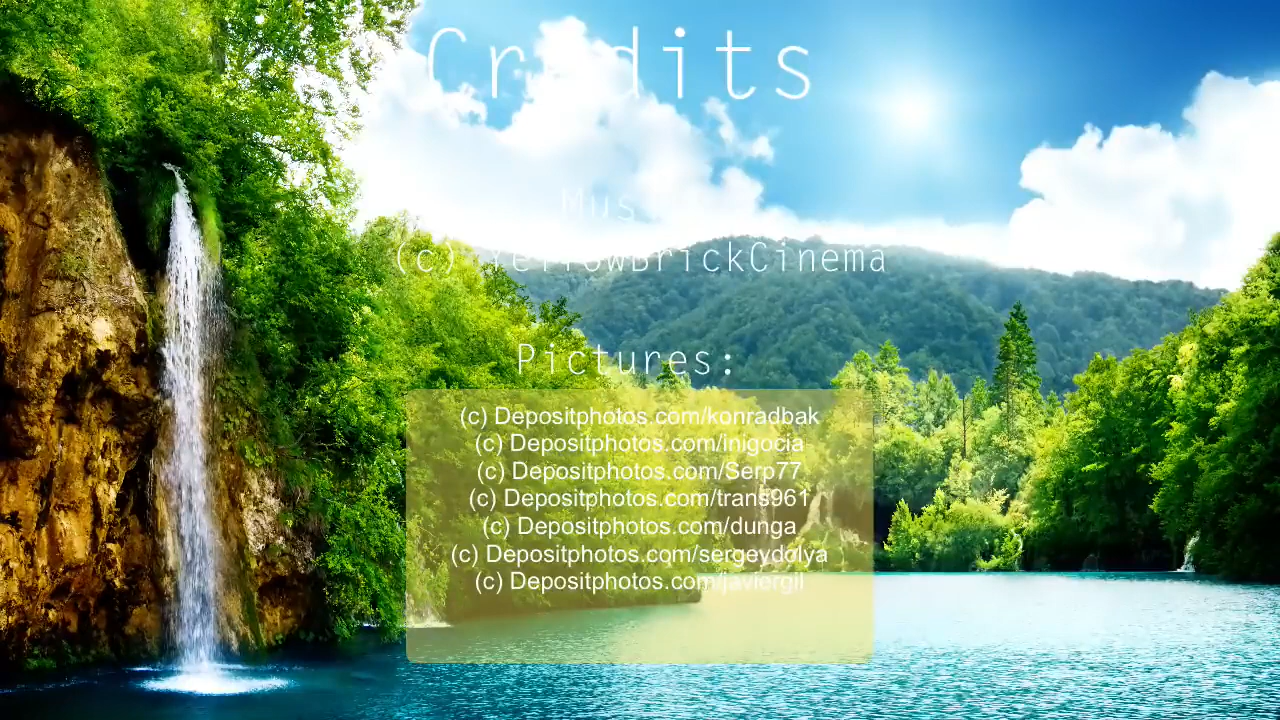 Credits
Music:
(c) YellowBrickCinema
Pictures:
(c) Depositphotos.com/konradbak
(c) Depositphotos.com/inigocia
(c) Depositphotos.com/Serp77
(c) Depositphotos.com/trans961
(c) Depositphotos.com/dunga
(c) Depositphotos.com/sergeydolya
(c) Depositphotos.com/javiergil